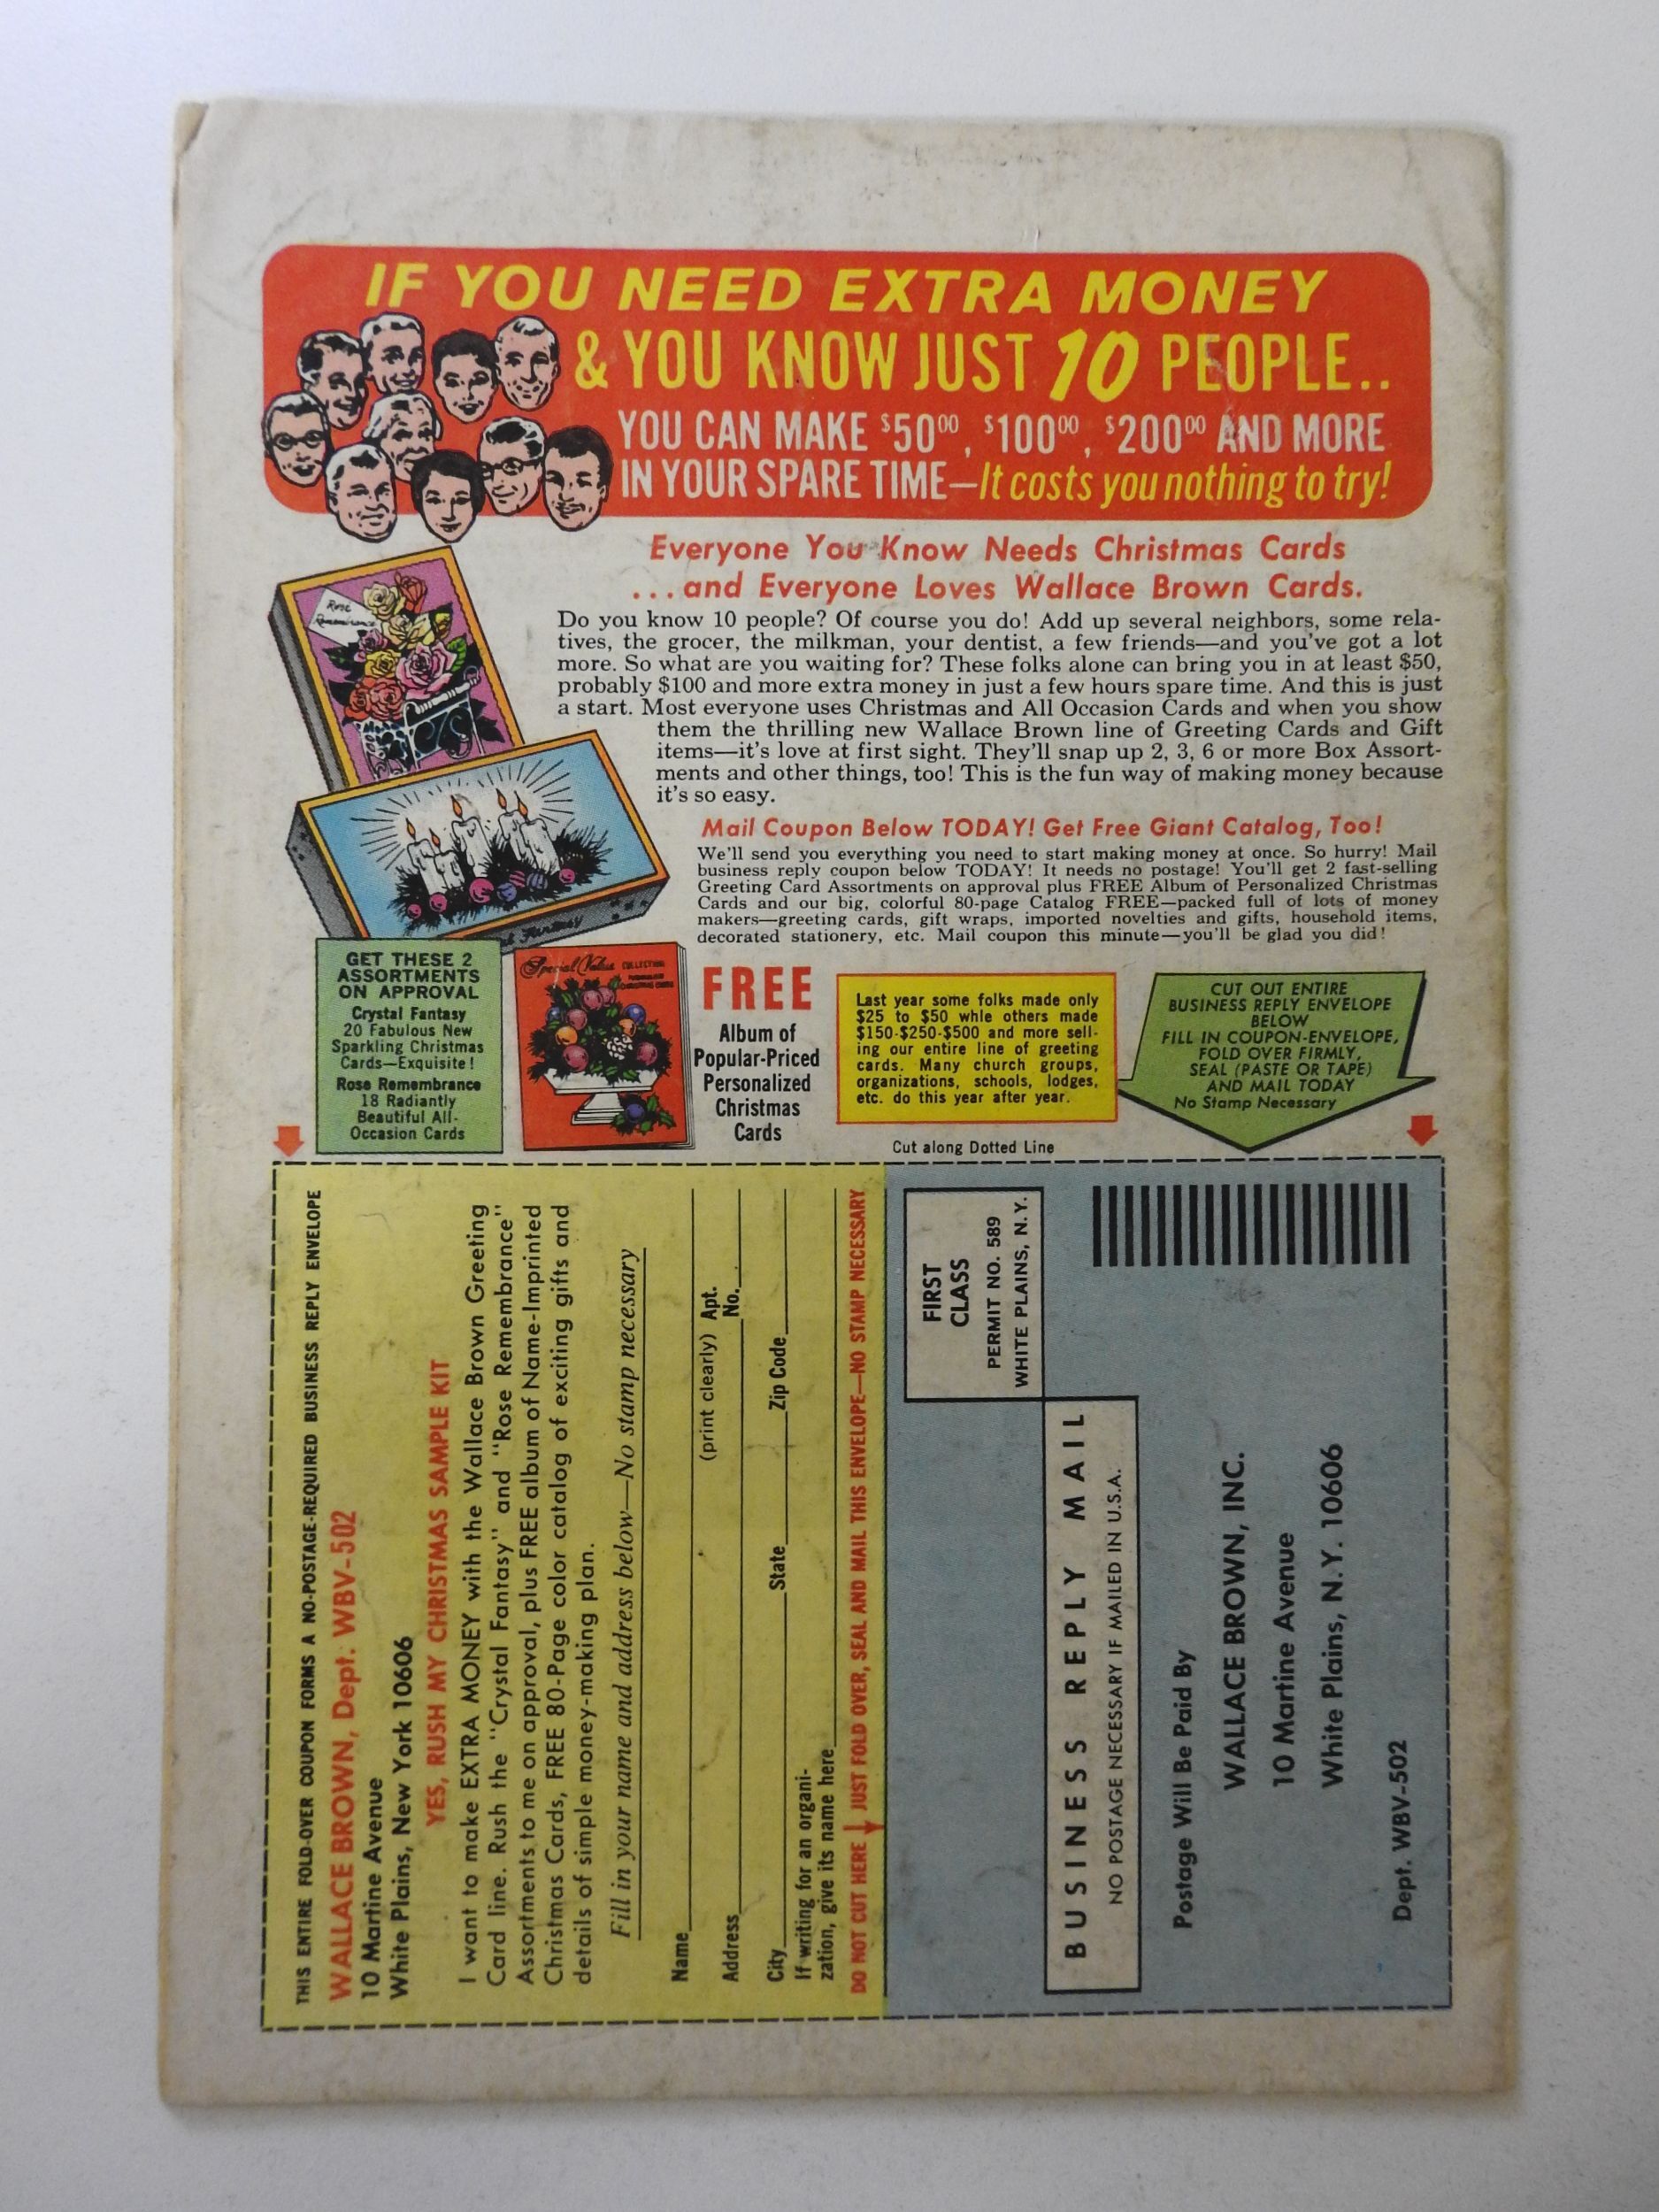 IF YOU NEED EXTRA MONEY
& YOU KNOW JUST 10 PEOPLE..
YOU CAN MAKE $50⁰⁰, $100⁰⁰, $200⁰⁰ AND MORE
IN YOUR SPARE TIME—It costs you nothing to try!
Everyone You Know Needs Christmas Cards
...and Everyone Loves Wallace Brown Cards.
Rose
Remembrance
Do you know 10 people? Of course you do! Add up several neighbors, some rela-
tives, the grocer, the milkman, your dentist, a few friends—and you've got a lot
more. So what are you waiting for? These folks alone can bring you in at least $50,
probably $100 and more extra money in just a few hours spare time. And this is just
a start. Most everyone uses Christmas and All Occasion Cards and when you show
them the thrilling new Wallace Brown line of Greeting Cards and Gift
items—it's love at first sight. They'll snap up 2, 3, 6 or more Box Assort-
ments and other things, too! This is the fun way of making money because
it's so easy.
Mail Coupon Below TODAY! Get Free Giant Catalog, Too!
We'll send you everything you need to start making money at once. So hurry! Mail
business reply coupon below TODAY! It needs no postage! You'll get 2 fast-selling
Greeting Card Assortments on approval plus FREE Album of Personalized Christmas
Cards and our big, colorful 80-page Catalog FREE—packed full of lots of money
makers—greeting cards, gift wraps, imported novelties and gifts, household items,
decorated stationery, etc. Mail coupon this minute—you'll be glad you did!
Fantasy
GET THESE 2
ASSORTMENTS
ON APPROVAL
Crystal Fantasy
20 Fabulous New
Sparkling Christmas
Cards—Exquisite!
Rose Remembrance
18 Radiantly
Beautiful All-
Occasion Cards
Special Value COLLECTION
PERSONALIZED
CHRISTMAS CARDS
FREE
Album of
Popular-Priced
Personalized
Christmas
Cards
Last year some folks made only
$25 to $50 whle others made
$150-$250-$500 and more sell-
ing our entire line of greeting
cards. Many church groups,
organizations, schools, lodges,
etc. do this year after year.
CUT OUT ENTIRE
BUSINESS REPLY ENVELOPE
BELOW
FILL IN COUPON-ENVELOPE,
FOLD OVER FIRMLY,
SEAL (PASTE OR TAPE)
AND MAIL TODAY
No Stamp Necessary
Cut along Dotted Line
THIS ENTIRE FOLD-OVER COUPON FORMS A NO-POSTAGE-REQUIRED BUSINESS REPLY ENVELOPE
WALLACE BROWN, Dept. WBV-502
10 Martine Avenue
White Plains, New York 10606
YES, RUSH MY CHRISTMAS SAMPLE KIT
I want to make EXTRA MONEY with the Wallace Brown Greeting
Card line. Rush the "Crystal Fantasy" and "Rose Remembrance"
Assortments to me on approval, plus FREE album of Name-Imprinted
Christmas Cards, FREE 80-Page color catalog of exciting gifts and
details of simple money-making plan.
Fill in your name and address below—No stamp necessary
Name
(print clearly) Apt.
Address No.
City State Zip Code
If writing for an organi-
zation, give its name here
DO NOT CUT HERE JUST FOLD OVER, SEAL AND MAIL THIS ENVELOPE—NO STAMP NECESSARY
FIRST
CLASS
PERMIT NO. 589
WHITE PLAINS, N.Y.
BUSINESS REPLY MAIL
NO POSTAGE NECESSARY IF MAILED IN U.S.A.
Postage Will Be Paid By
WALLACE BROWN, INC.
10 Martine Avenue
White Plains, N.Y. 10606
Dept. WBV-502